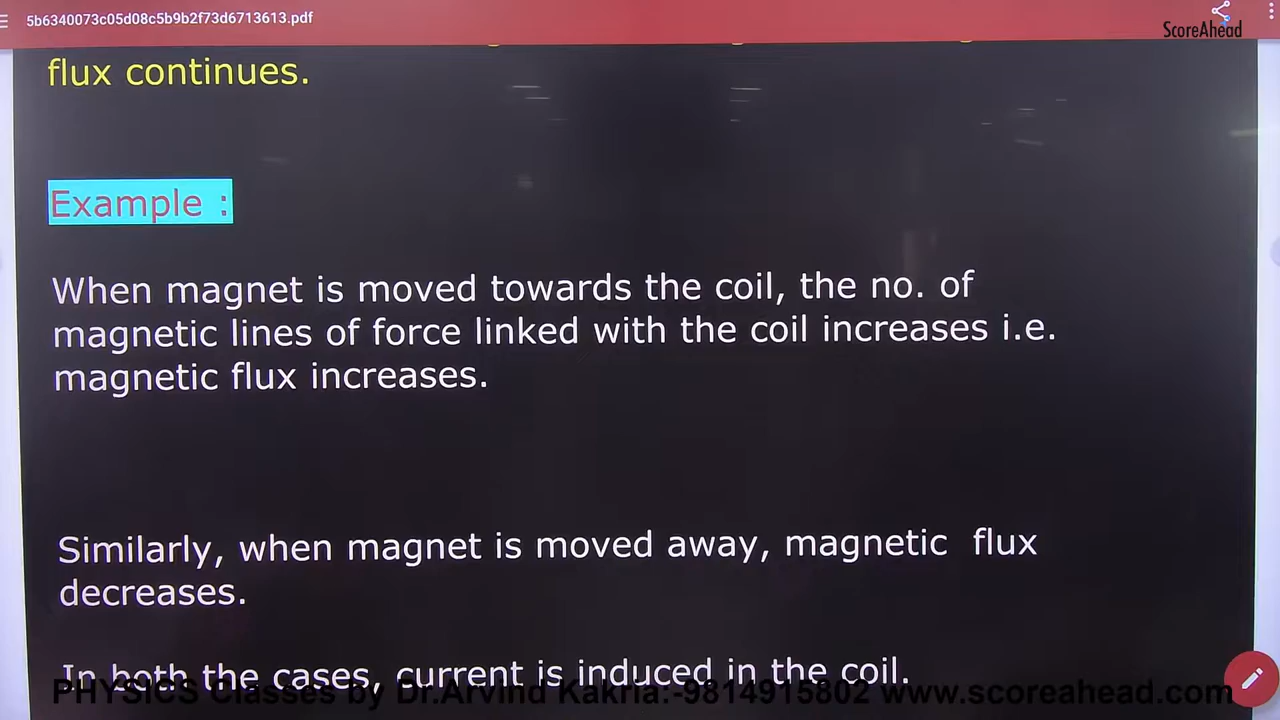 5b6340073c05d08c5b9b2f73d6713613.pdf
ScoreAhead
flux continues.
Example :
When magnet is moved towards the coil, the no. of
magnetic lines of force linked with the coil increases i.e.
magnetic flux increases.
Similarly, when magnet is moved away, magnetic flux
decreases.
In both the cases, current is induced in the coil.
PHYSICS Classes by Dr.Arvind Kakria:-9814915802 www.scoreahead.com